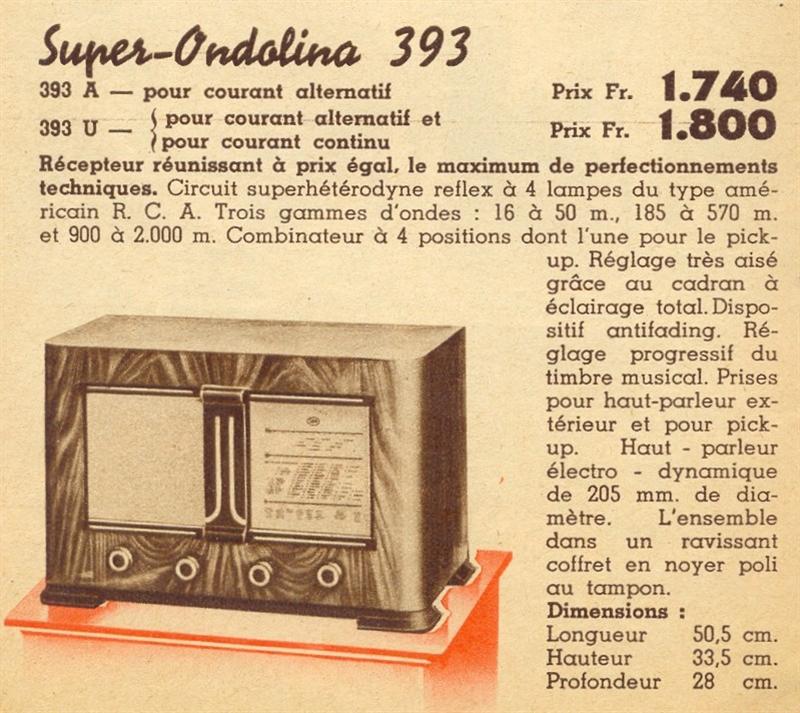 Super-Ondolina 393
393 A — pour courant alternatif Prix Fr. 1.740
393 U — { pour courant alternatif et
pour courant continu Prix Fr. 1.800
Récepteur réunissant à prix égal, le maximum de perfectionnements
techniques. Circuit superhétérodyne reflex à 4 lampes du type amé-
ricain R. C. A. Trois gammes d'ondes : 16 à 50 m., 185 à 570 m.
et 900 à 2.000 m. Combinateur à 4 positions dont l'une pour le pick-
up. Réglage très aisé
grâce au cadran à
éclairage total. Dispo-
sitif antifading. Ré-
glage progressif du
timbre musical. Prises
pour haut-parleur ex-
térieur et pour pick-
up. Haut - parleur
électro - dynamique
de 205 mm. de dia-
mètre. L'ensemble
dans un ravissant
coffret en noyer poli
au tampon.
Dimensions :
Longueur 50,5 cm.
Hauteur 33,5 cm.
Profondeur 28 cm.